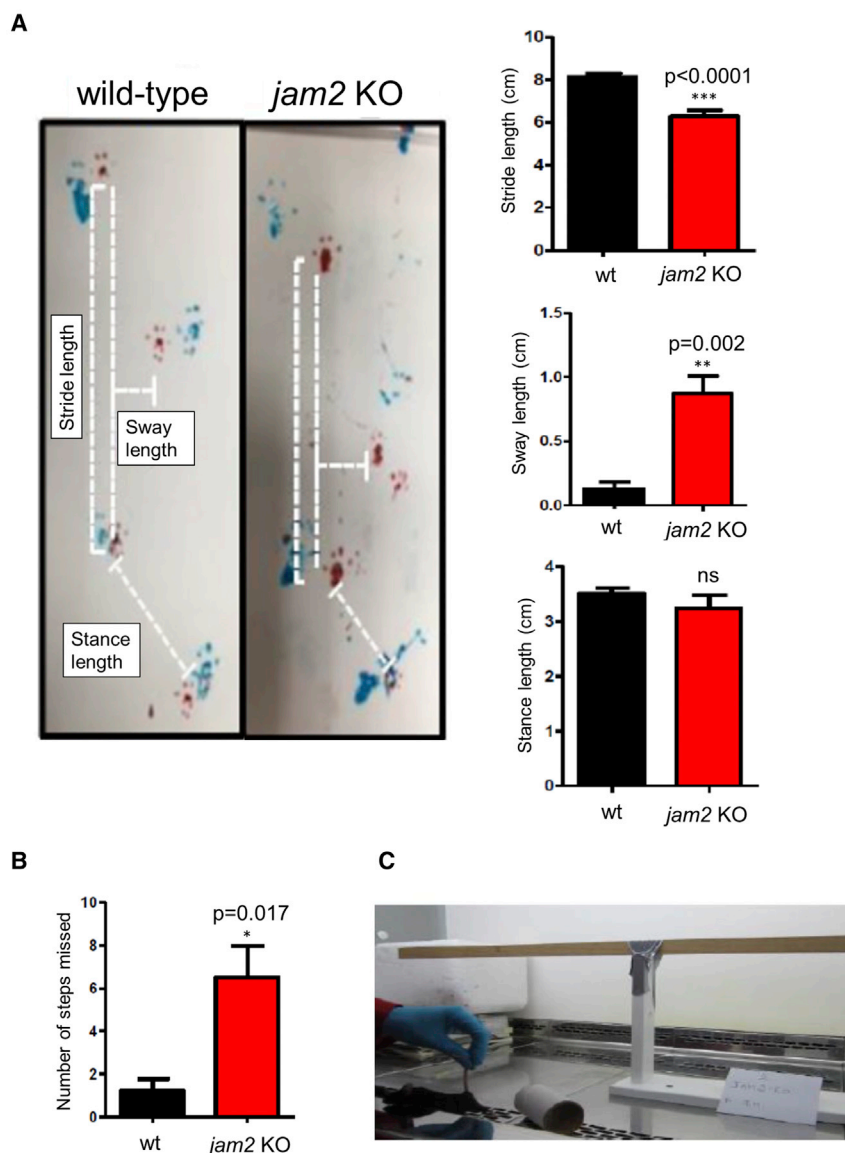 A
wild-type
jam2 KO
Stride length
Sway
length
Stance
length
Stride length (cm)
10
8
6
4
2
0
p<0.0001
***
wt
jam2 KO
Sway length (cm)
1.5
1.0
0.5
0.0
p=0.002
**
wt
jam2 KO
Stance length (cm)
4
3
2
1
0
ns
wt
jam2 KO
B
Number of steps missed
10
8
6
4
2
0
p=0.017
*
wt
jam2 KO
C